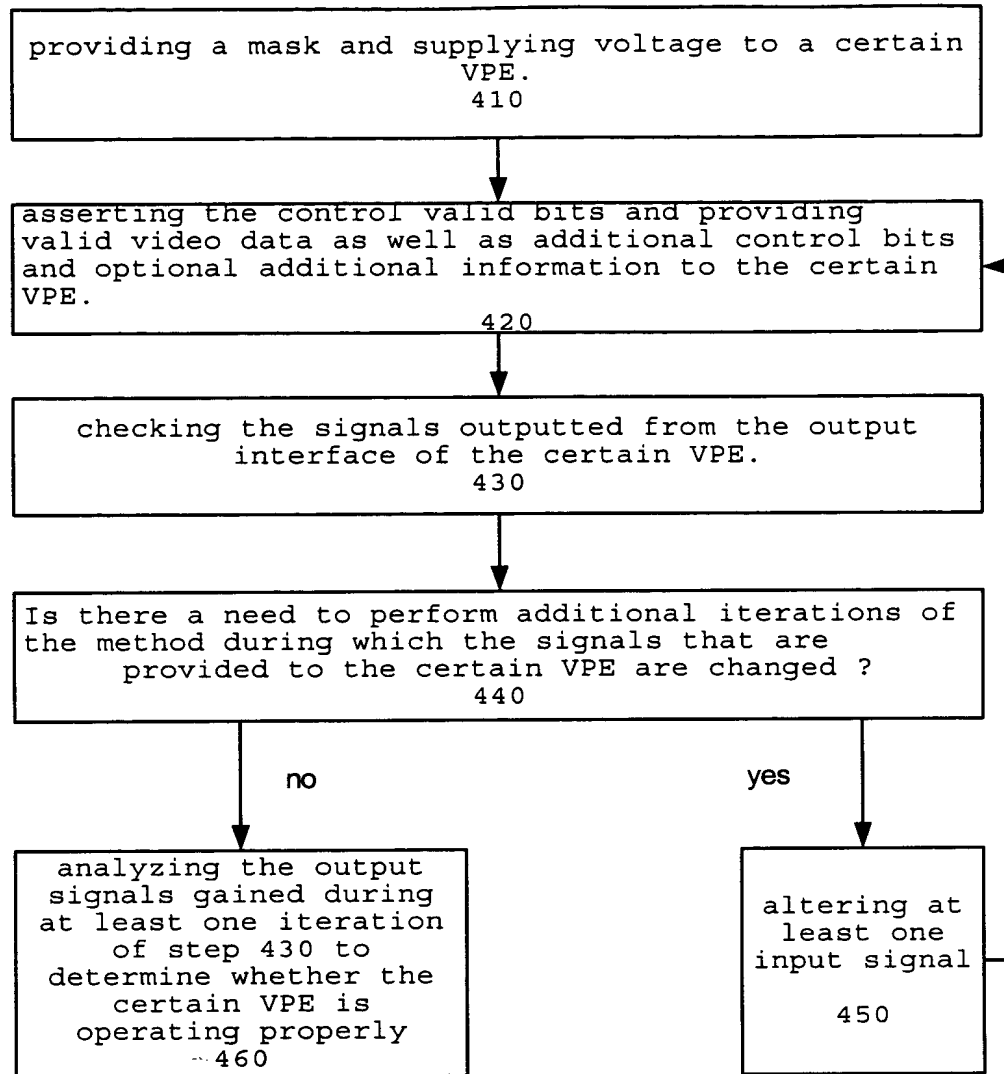 providing a mask and supplying voltage to a certain
VPE.
410
asserting the control valid bits and providing
valid video data as well as additional control bits
and optional additional information to the certain
VPE.
420
checking the signals outputted from the output
interface of the certain VPE.
430
Is there a need to perform additional iterations of
the method during which the signals that are
provided to the certain VPE are changed ?
440
no
yes
analyzing the output
signals gained during
at least one iteration
of step 430 to
determine whether the
certain VPE is
operating properly
460
altering at
least one
input signal
450